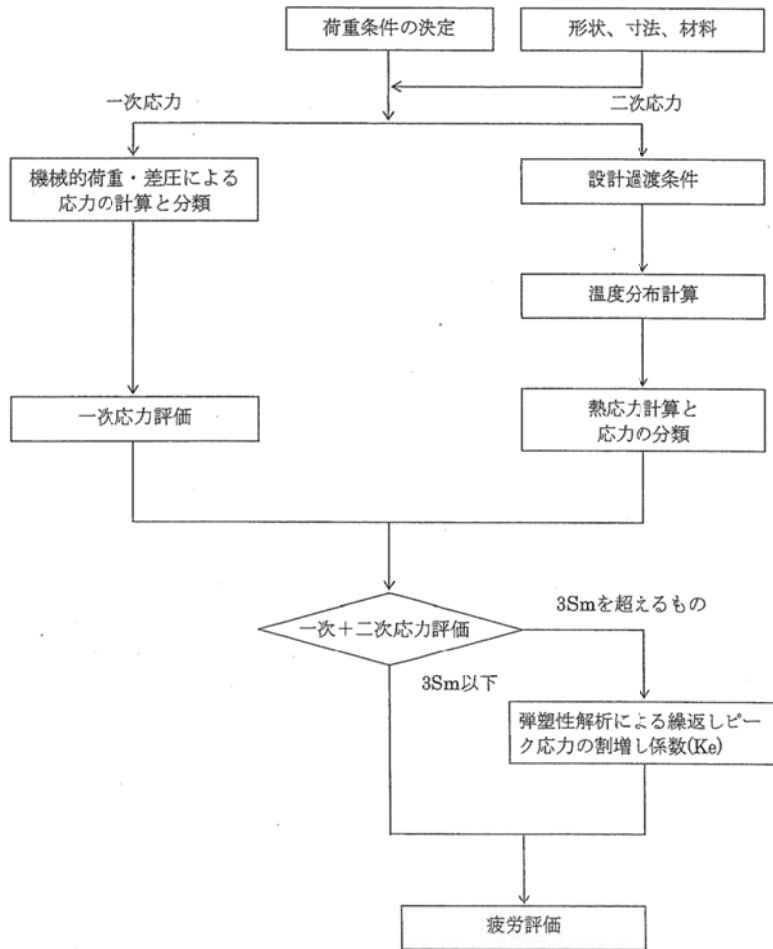 荷重条件の決定
形状、寸法、材料
一次応力
二次応力
機械的荷重・差圧による
応力の計算と分類
設計過渡条件
温度分布計算
一次応力評価
熱応力計算と
応力の分類
一次＋二次応力評価
3Smを超えるもの
3Sm以下
弾塑性解析による繰返しピー
ク応力の割増し係数(Ke)
疲労評価